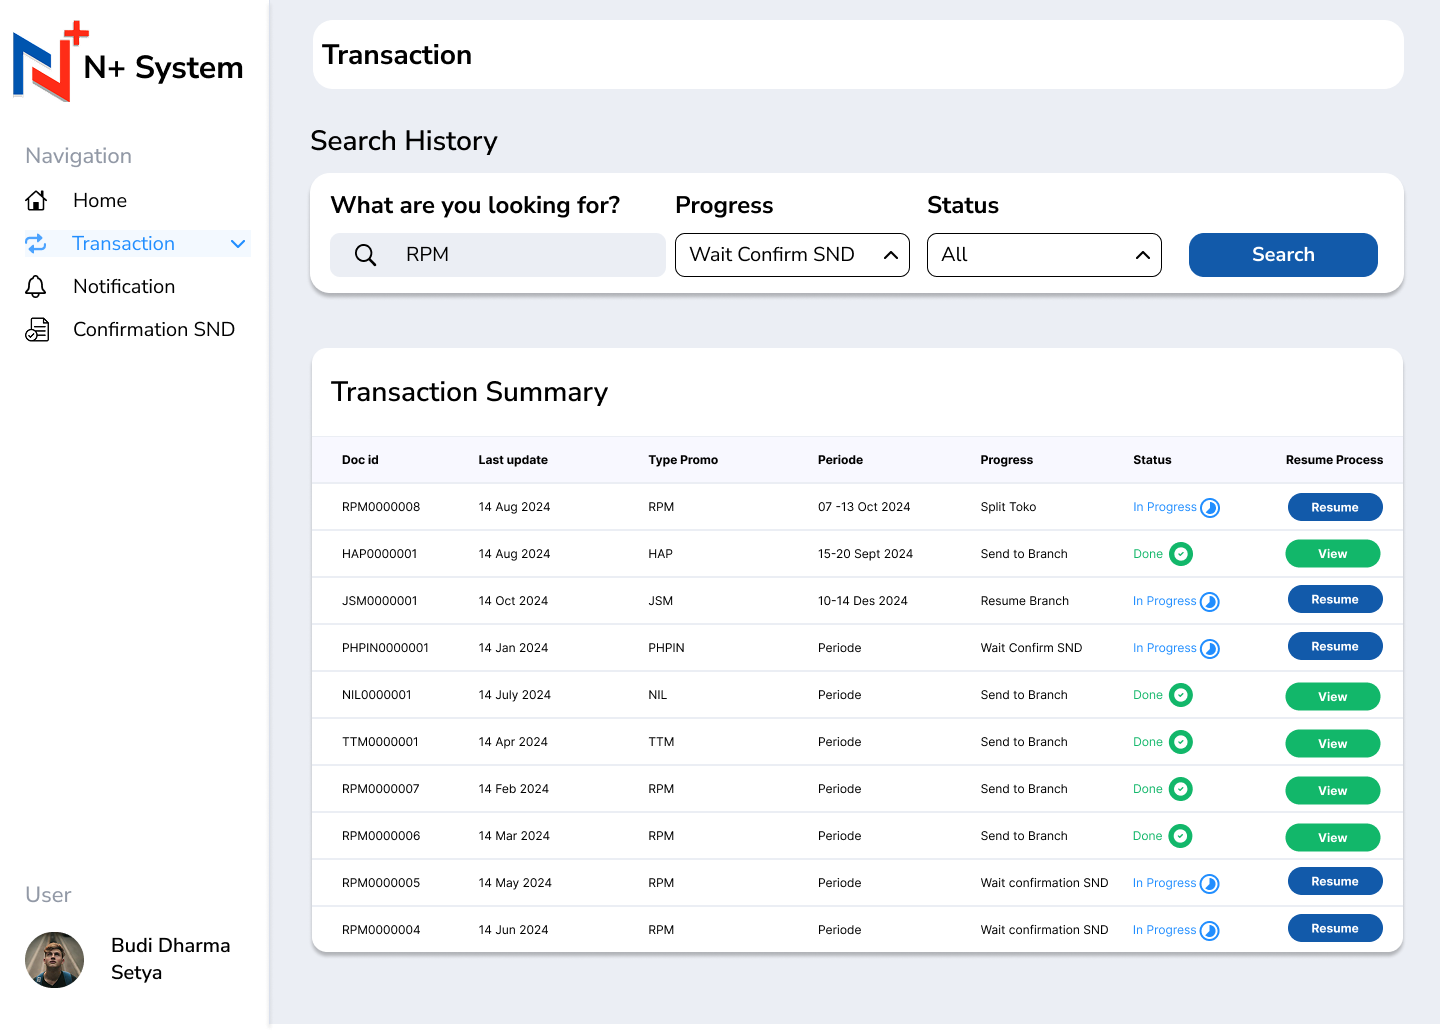 N+ System
Transaction
Navigation
Home
Transaction
Notification
Confirmation SND
Search History
What are you looking for? Progress Status
RPM Wait Confirm SND All Search
Transaction Summary
Doc id Last update Type Promo Periode Progress Status Resume Process
RPM0000008 14 Aug 2024 RPM 07 -13 Oct 2024 Split Toko In Progress Resume
HAP0000001 14 Aug 2024 HAP 15-20 Sept 2024 Send to Branch Done View
JSM0000001 14 Oct 2024 JSM 10-14 Des 2024 Resume Branch In Progress Resume
PHPIN0000001 14 Jan 2024 PHPIN Periode Wait Confirm SND In Progress Resume
NIL0000001 14 July 2024 NIL Periode Send to Branch Done View
TTM0000001 14 Apr 2024 TTM Periode Send to Branch Done View
RPM0000007 14 Feb 2024 RPM Periode Send to Branch Done View
RPM0000006 14 Mar 2024 RPM Periode Send to Branch Done View
RPM0000005 14 May 2024 RPM Periode Wait confirmation SND In Progress Resume
RPM0000004 14 Jun 2024 RPM Periode Wait confirmation SND In Progress Resume
User
Budi Dharma
Setya